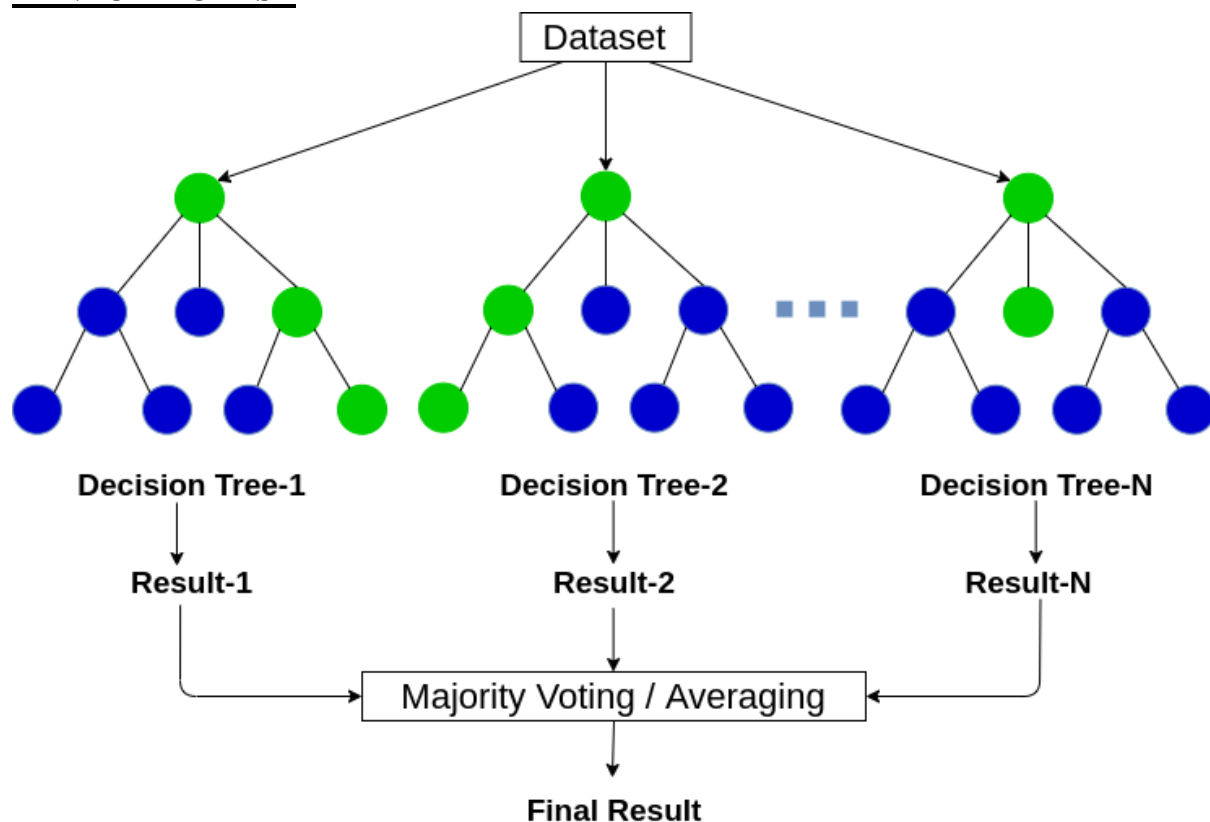 Dataset
Decision Tree-1 Decision Tree-2 Decision Tree-N
Result-1 Result-2 Result-N
Majority Voting / Averaging
Final Result